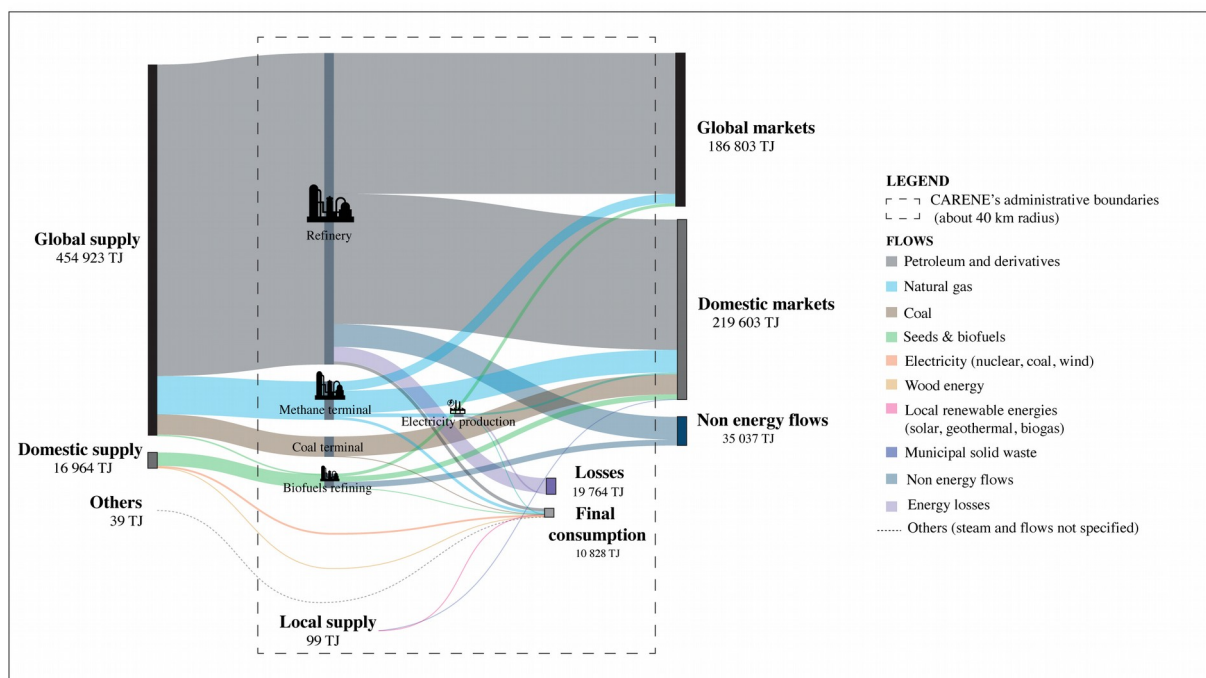 Global supply
454 923 TJ
Domestic supply
16 964 TJ
Others
39 TJ
Refinery
Methane terminal
Coal terminal
Biofuels refining
Electricity production
Local supply
99 TJ
Losses
19 764 TJ
Final
consumption
10 828 TJ
Global markets
186 803 TJ
Domestic markets
219 603 TJ
Non energy flows
35 037 TJ
LEGEND
CARENE's administrative boundaries
(about 40 km radius)
FLOWS
Petroleum and derivatives
Natural gas
Coal
Seeds & biofuels
Electricity (nuclear, coal, wind)
Wood energy
Local renewable energies
(solar, geothermal, biogas)
Municipal solid waste
Non energy flows
Energy losses
Others (steam and flows not specified)